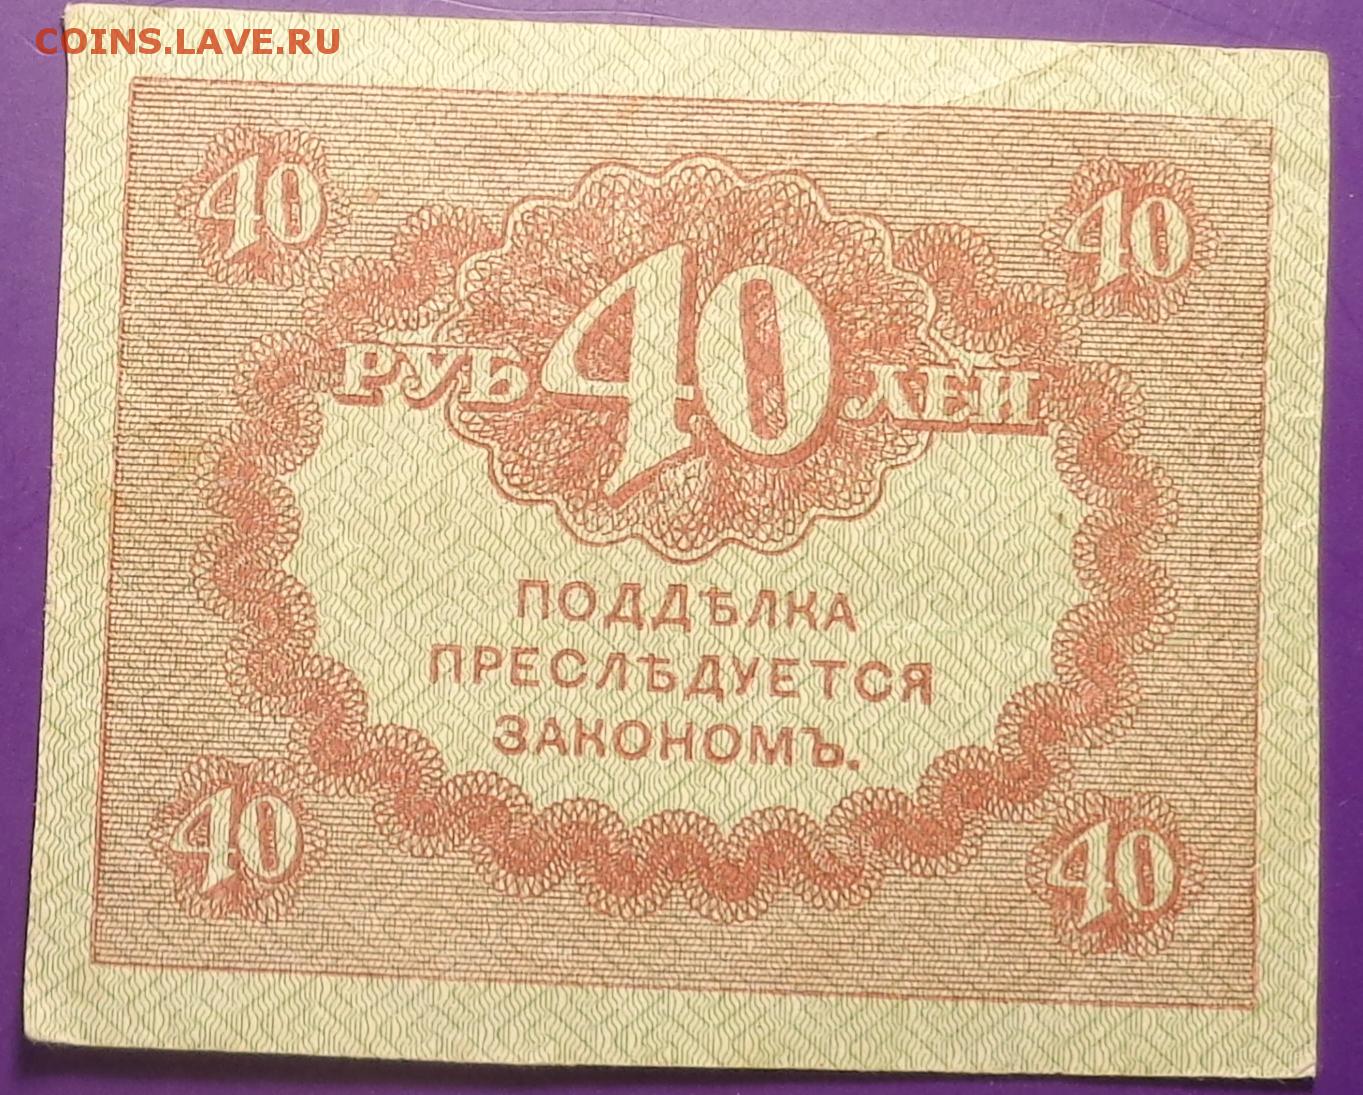 COINS.LAVE.RU
40 40
РУБ 40 ЛЕЙ
ПОДДѢЛКА
ПРЕСЛѢДУЕТСЯ
ЗАКОНОМЪ.
40 40